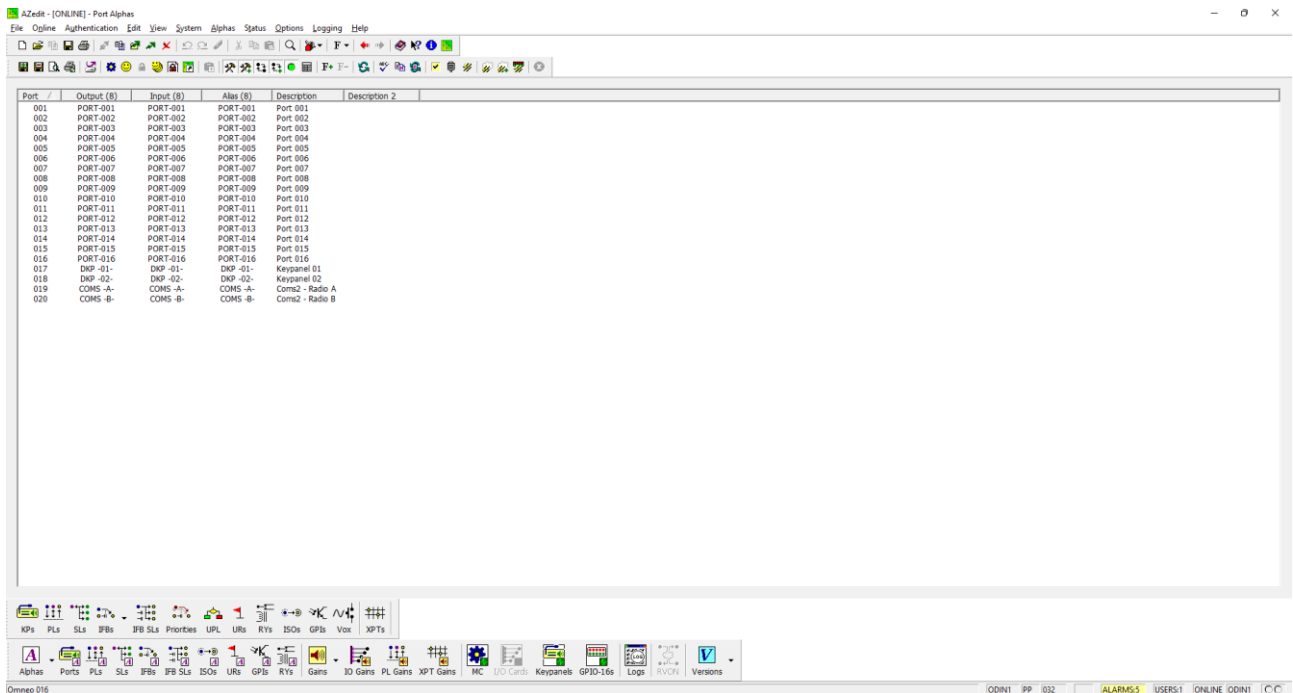 AZedit - [ONLINE] - Port Alphas
File Online Authentication Edit View System Alphas Status Options Logging Help
Port Output (8) Input (8) Alias (8) Description Description 2
001 PORT-001 PORT-001 PORT-001 Port 001
002 PORT-002 PORT-002 PORT-002 Port 002
003 PORT-003 PORT-003 PORT-003 Port 003
004 PORT-004 PORT-004 PORT-004 Port 004
005 PORT-005 PORT-005 PORT-005 Port 005
006 PORT-006 PORT-006 PORT-006 Port 006
007 PORT-007 PORT-007 PORT-007 Port 007
008 PORT-008 PORT-008 PORT-008 Port 008
009 PORT-009 PORT-009 PORT-009 Port 009
010 PORT-010 PORT-010 PORT-010 Port 010
011 PORT-011 PORT-011 PORT-011 Port 011
012 PORT-012 PORT-012 PORT-012 Port 012
013 PORT-013 PORT-013 PORT-013 Port 013
014 PORT-014 PORT-014 PORT-014 Port 014
015 PORT-015 PORT-015 PORT-015 Port 015
016 PORT-016 PORT-016 PORT-016 Port 016
017 DKP -01- DKP -01- DKP -01- Keypanel 01
018 DKP -02- DKP -02- DKP -02- Keypanel 02
019 COMS -A- COMS -A- COMS -A- Coms2 - Radio A
020 COMS -B- COMS -B- COMS -B- Coms2 - Radio B
KPs PLs SLs IFBs IFB SLs Priorities UPL URs RYs ISOs GPIs Vox XPTs
Alphas Ports PLs SLs IFBs IFB SLs ISOs URs GPIs RYs Gains IO Gains PL Gains XPT Gains MC I/O Cards Keypanels GPIO-16s Logs RVON Versions
Omneo 016 ODIN1 PP 032 ALARMS:5 USERS:1 ONLINE ODIN1